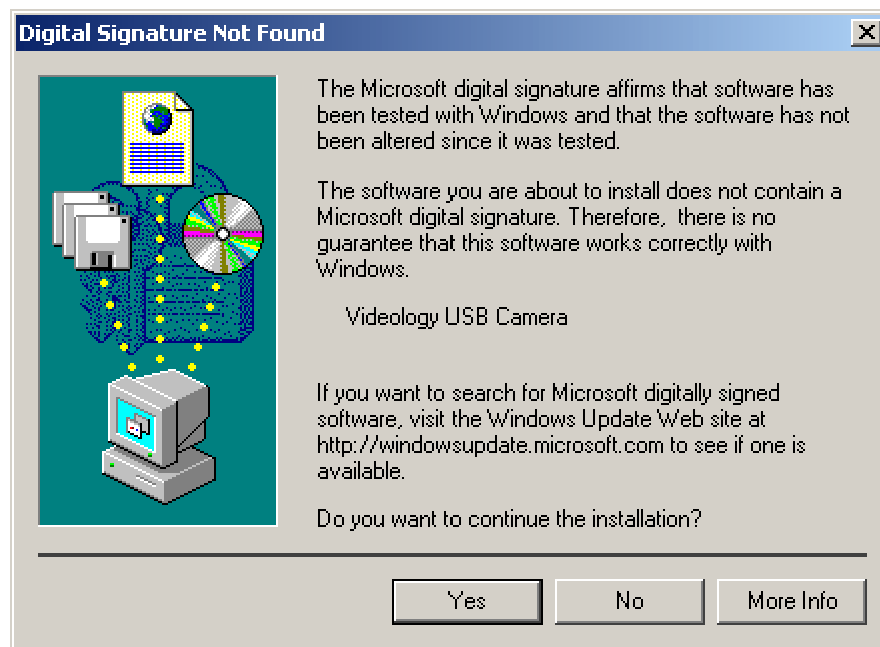 Digital Signature Not Found
The Microsoft digital signature affirms that software has
been tested with Windows and that the software has not
been altered since it was tested.
The software you are about to install does not contain a
Microsoft digital signature. Therefore,  there is no
guarantee that this software works correctly with
Windows.
Videology USB Camera
If you want to search for Microsoft digitally signed
software, visit the Windows Update Web site at
http://windowsupdate.microsoft.com to see if one is
available.
Do you want to continue the installation?
Yes No More Info